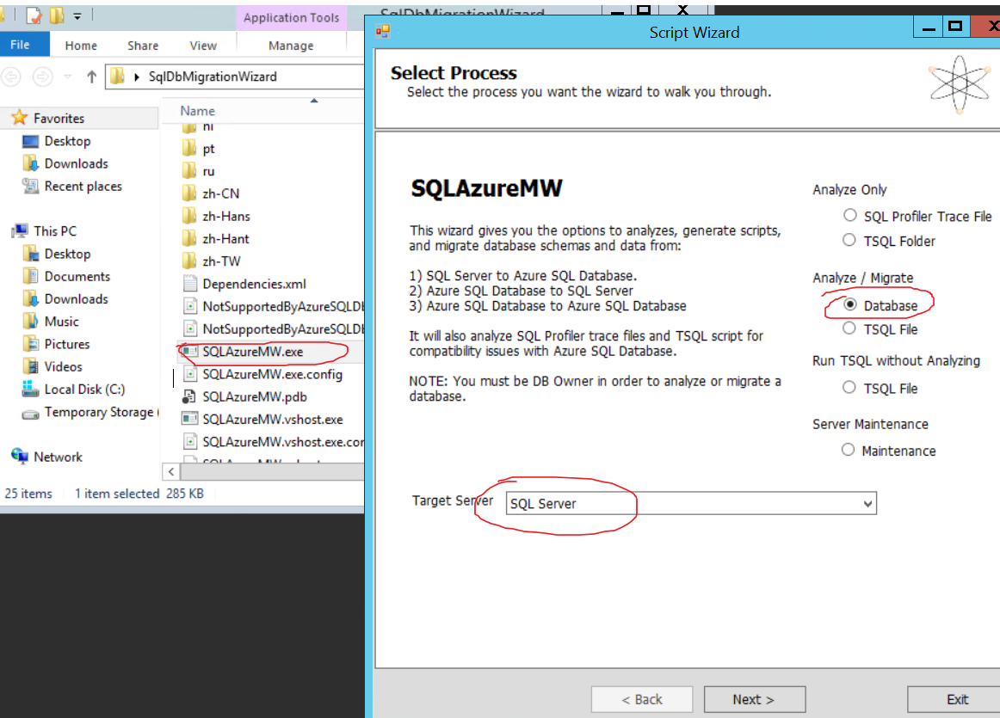 Application Tools
SqlDbMigrationWizard
File
Home
Share
View
Manage
SqlDbMigrationWizard
Favorites
Desktop
Downloads
Recent places
This PC
Desktop
Documents
Downloads
Music
Pictures
Videos
Local Disk (C:)
Temporary Storage
Network
Name
nl
pt
ru
zh-CN
zh-Hans
zh-Hant
zh-TW
Dependencies.xml
NotSupportedByAzureSQLDb
NotSupportedByAzureSQLDb
SQLAzureMW.exe
SQLAzureMW.exe.config
SQLAzureMW.pdb
SQLAzureMW.vshost.exe
SQLAzureMW.vshost.exe.cor
25 items 1 item selected 285 KB
Script Wizard
Select Process
Select the process you want the wizard to walk you through.
SQLAzureMW
This wizard gives you the options to analyzes, generate scripts,
and migrate database schemas and data from:
1) SQL Server to Azure SQL Database.
2) Azure SQL Database to SQL Server
3) Azure SQL Database to Azure SQL Database
It will also analyze SQL Profiler trace files and TSQL script for
compatibility issues with Azure SQL Database.
NOTE: You must be DB Owner in order to analyze or migrate a
database.
Analyze Only
SQL Profiler Trace File
TSQL Folder
Analyze / Migrate
Database
TSQL File
Run TSQL without Analyzing
TSQL File
Server Maintenance
Maintenance
Target Server
SQL Server
< Back
Next >
Exit